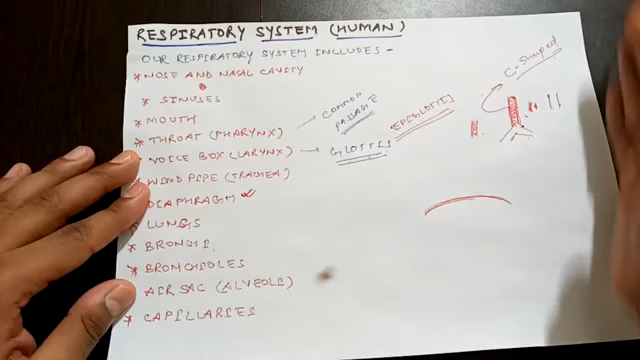 RESPIRATORY SYSTEM (HUMAN)
OUR RESPIRATORY SYSTEM INCLUDES -
* NOSE AND NASAL CAVITY
* SINUSES
* MOUTH
* THROAT (PHARYNX)
COMMON PASSAGE
* NOICE BOX (LARYNX)
GLOTTIS
EPIGLOTTIS
C-Shaped
* WIND PIPE (TRACHEA)
DIAPHRAGM
* LUNGS
* BRONCHI
* BRONCHIOLES
AIR SAC (ALVEOLI)
* CAPILLARIES